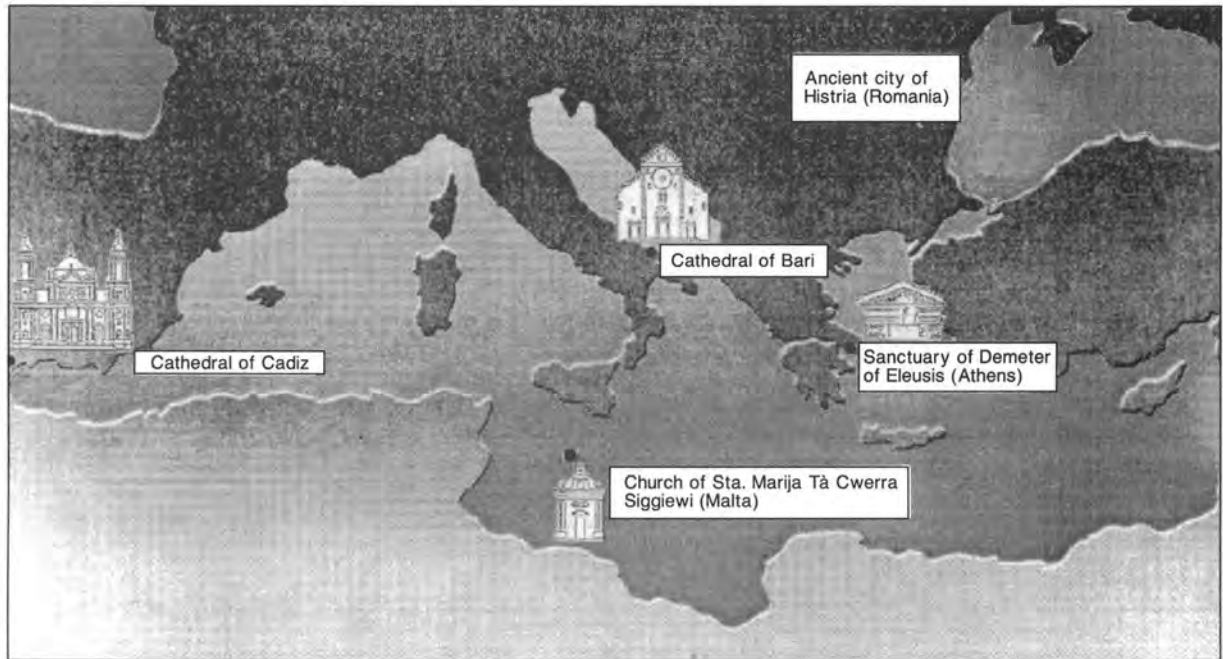 Ancient city of
Histria (Romania)
Cathedral of Bari
Cathedral of Cadiz
Sanctuary of Demeter
of Eleusis (Athens)
Church of Sta. Marija Tà Cwerra
Siggiewi (Malta)